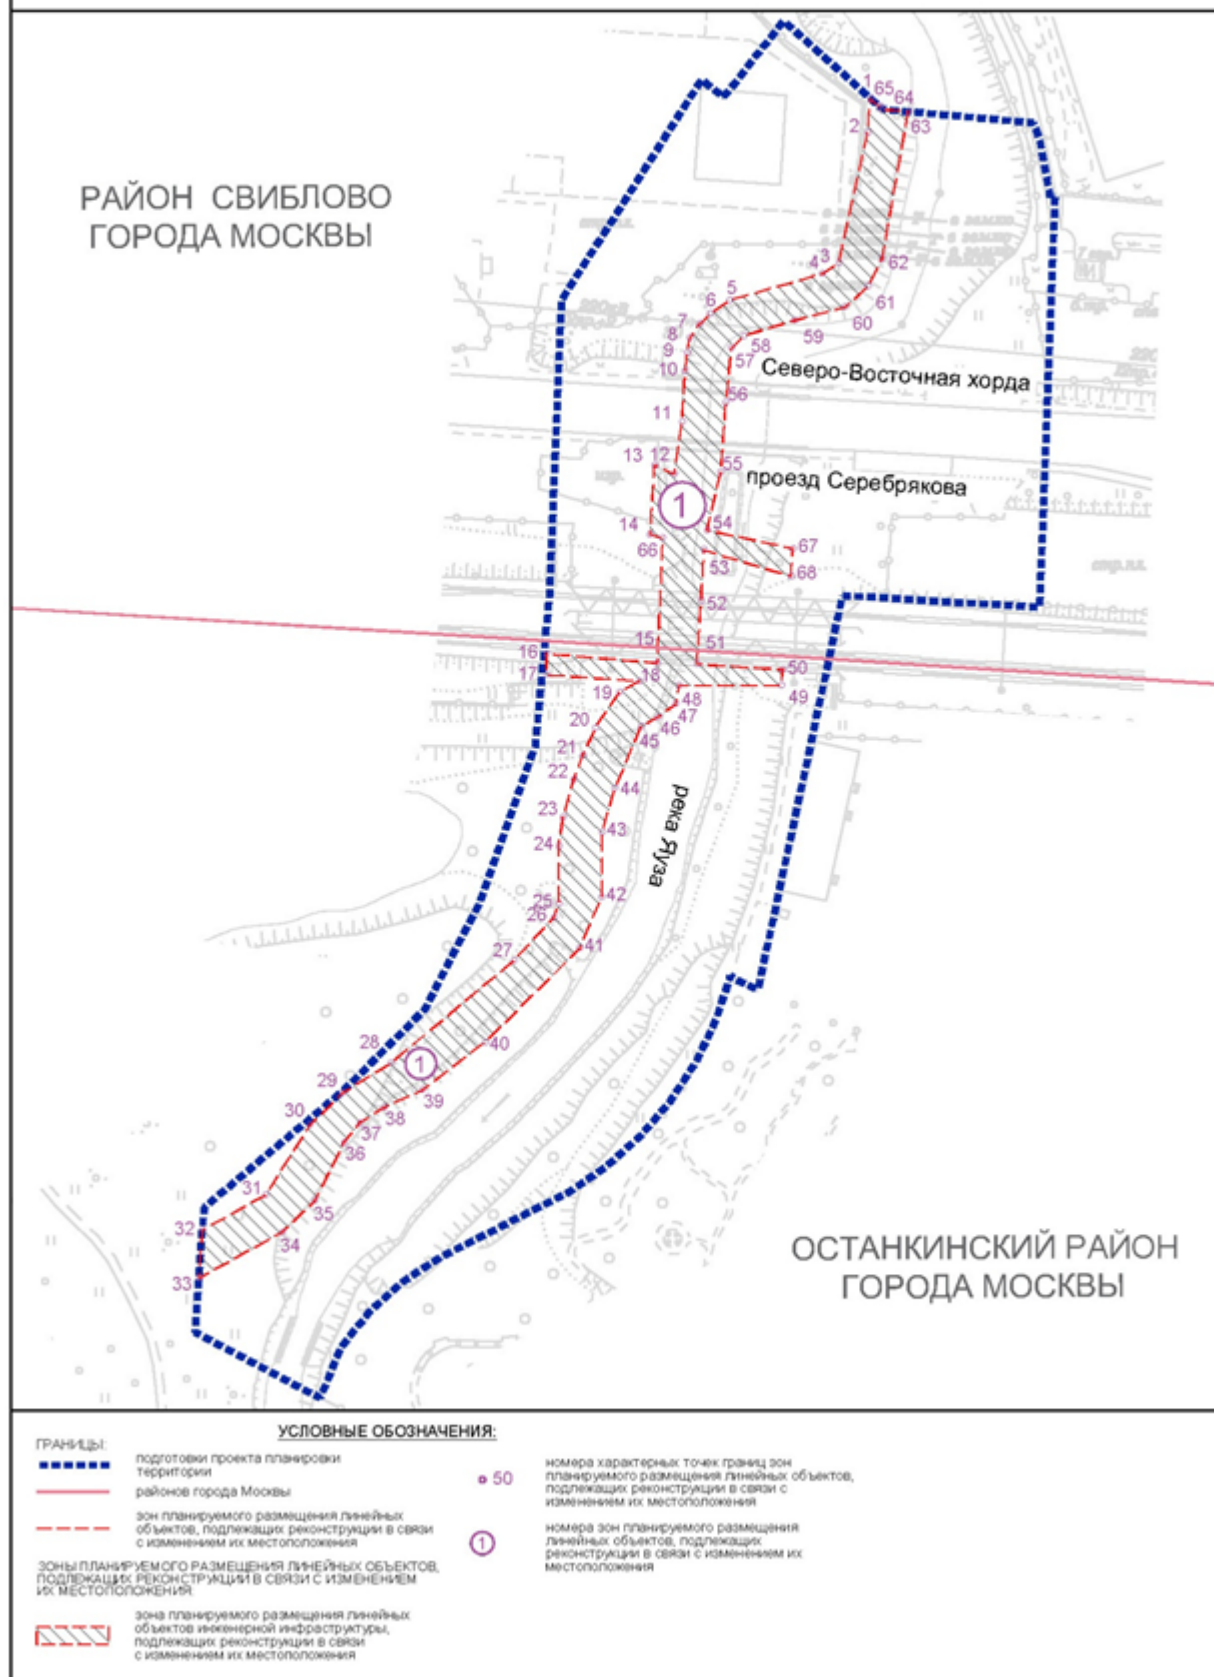 1
65
64
63
2
РАЙОН СВИБЛОВО
ГОРОДА МОСКВЫ
3
4
62
5
6
61
7
60
8
59
58
9
57
10
Северо-Восточная хорда
56
11
13 12
55
проезд Серебрякова
1
14
54
66
67
53
68
52
15
51
16
17
18
50
19
48
49
47
20
46
45
21
22
44
23
река Яуза
43
24
25
42
26
27
41
28
40
1
29
39
30
38
37
36
31
35
32
34
33
ОСТАНКИНСКИЙ РАЙОН
ГОРОДА МОСКВЫ
УСЛОВНЫЕ ОБОЗНАЧЕНИЯ:
ГРАНИЦЫ:
подготовки проекта планировки
территории
районов города Москвы
зон планируемого размещения линейных
объектов, подлежащих реконструкции в связи
с изменением их местоположения
ЗОНЫ ПЛАНИРУЕМОГО РАЗМЕЩЕНИЯ ЛИНЕЙНЫХ ОБЪЕКТОВ,
ПОДЛЕЖАЩИХ РЕКОНСТРУКЦИИ В СВЯЗИ С ИЗМЕНЕНИЕМ
ИХ МЕСТОПОЛОЖЕНИЯ
зона планируемого размещения линейных
объектов инженерной инфраструктуры,
подлежащих реконструкции в связи
с изменением их местоположения
50
номера характерных точек границ зон
планируемого размещения линейных объектов,
подлежащих реконструкции в связи с
изменением их местоположения
1
номера зон планируемого размещения
линейных объектов, подлежащих
реконструкции в связи с изменением их
местоположения